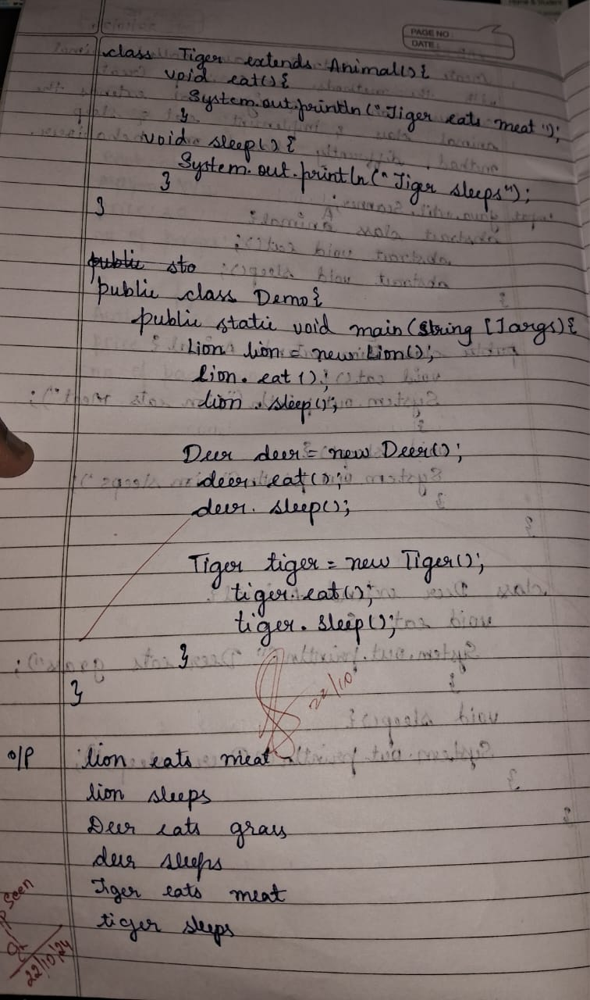 PAGE NO :
DATE :
class Tiger extends Animal(){
void eat(){
System.out.println("Tiger eats meat");
}
void sleep(){
System.out.println("Tiger sleeps");
}
}
public sto
public class Demo{
public static void main(String []args){
Lion lion = new Lion();
lion.eat();
lion.sleep();
Deer deer = new Deer();
deer.eat();
deer.sleep();
Tiger tiger = new Tiger();
tiger.eat();
tiger.sleep();
}
22/10
}
O/P lion eats meat
lion sleeps
Deer eats grass
deer sleeps
Tiger eats meat
tiger sleeps
seen
22/10/24